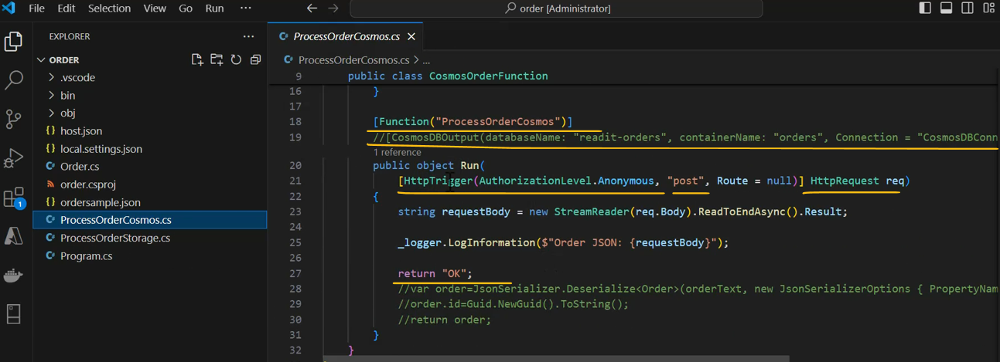 File Edit Selection View Go Run ··· order [Administrator]
EXPLORER ···
ProcessOrderCosmos.cs
ORDER
ProcessOrderCosmos.cs > ...
.vscode
bin
obj
host.json
local.settings.json
Order.cs
order.csproj
ordersample.json
ProcessOrderCosmos.cs
ProcessOrderStorage.cs
Program.cs
1
9 public class CosmosOrderFunction
16 }
17
18 [Function("ProcessOrderCosmos")]
19 //[CosmosDBOutput(databaseName: "readit-orders", containerName: "orders", Connection = "CosmosDBConn
1 reference
20 public object Run(
21 [HttpTrigger(AuthorizationLevel.Anonymous, "post", Route = null)] HttpRequest req)
22 {
23 string requestBody = new StreamReader(req.Body).ReadToEndAsync().Result;
24
25 _logger.LogInformation($"Order JSON: {requestBody}");
26
27 return "OK";
28 //var order=JsonSerializer.Deserialize<Order>(orderText, new JsonSerializerOptions { PropertyNam
29 //order.id=Guid.NewGuid().ToString();
30 //return order;
31 }
32 }